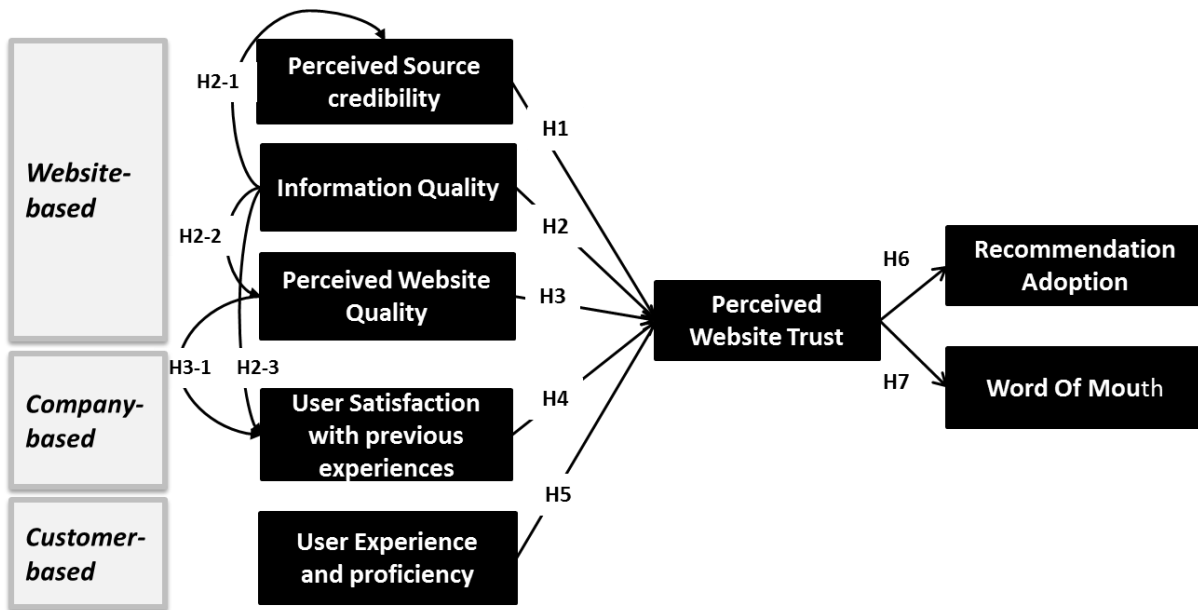 Website-
based
Company-
based
Customer-
based
H2-1
H2-2
H3-1
H2-3
Perceived Source
credibility
Information Quality
Perceived Website
Quality
User Satisfaction
with previous
experiences
User Experience
and proficiency
H1
H2
H3
H4
H5
Perceived
Website Trust
H6
H7
Recommendation
Adoption
Word Of Mouth